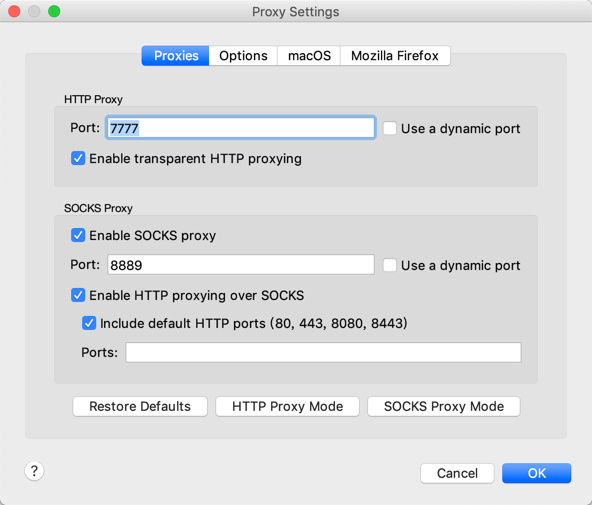 Proxy Settings
Proxies Options macOS Mozilla Firefox
HTTP Proxy
Port: 7777 Use a dynamic port
Enable transparent HTTP proxying
SOCKS Proxy
Enable SOCKS proxy
Port: 8889 Use a dynamic port
Enable HTTP proxying over SOCKS
Include default HTTP ports (80, 443, 8080, 8443)
Ports:
Restore Defaults HTTP Proxy Mode SOCKS Proxy Mode
? Cancel OK